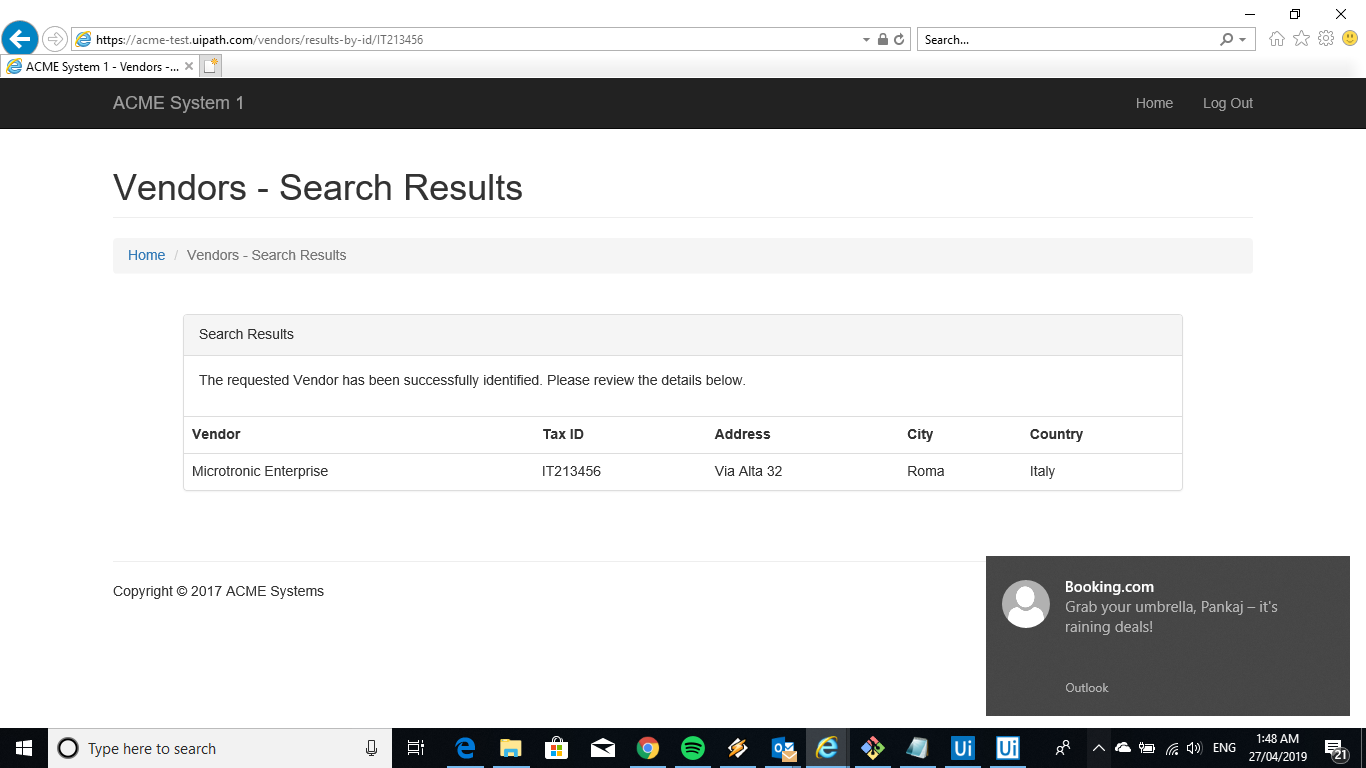 https://acme-test.uipath.com/vendors/results-by-id/IT213456
Search...
ACME System 1 - Vendors -...
ACME System 1
Home
Log Out
Vendors - Search Results
Home / Vendors - Search Results
Search Results
The requested Vendor has been successfully identified. Please review the details below.
Vendor Tax ID Address City Country
Microtronic Enterprise IT213456 Via Alta 32 Roma Italy
Copyright © 2017 ACME Systems
Booking.com
Grab your umbrella, Pankaj – it's
raining deals!
Outlook
Type here to search
Ui
Ui
ENG
1:48 AM
27/04/2019
21